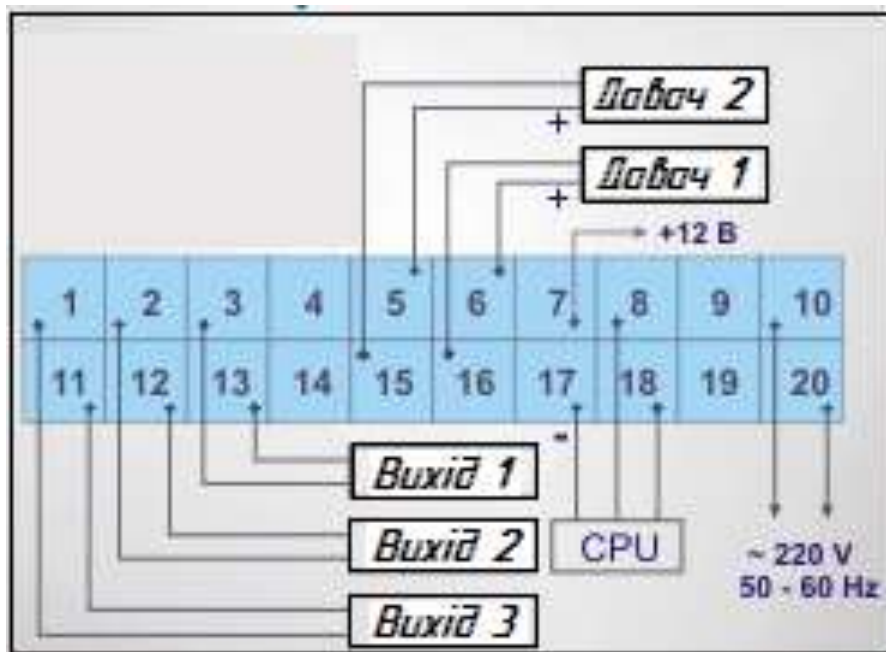 Давач 2
+
Давач 1
+
+12 В
1 2 3 4 5 6 7 8 9 10
11 12 13 14 15 16 17 18 19 20
-
Вихід 1
Вихід 2
CPU
~ 220 V
50 - 60 Hz
Вихід 3